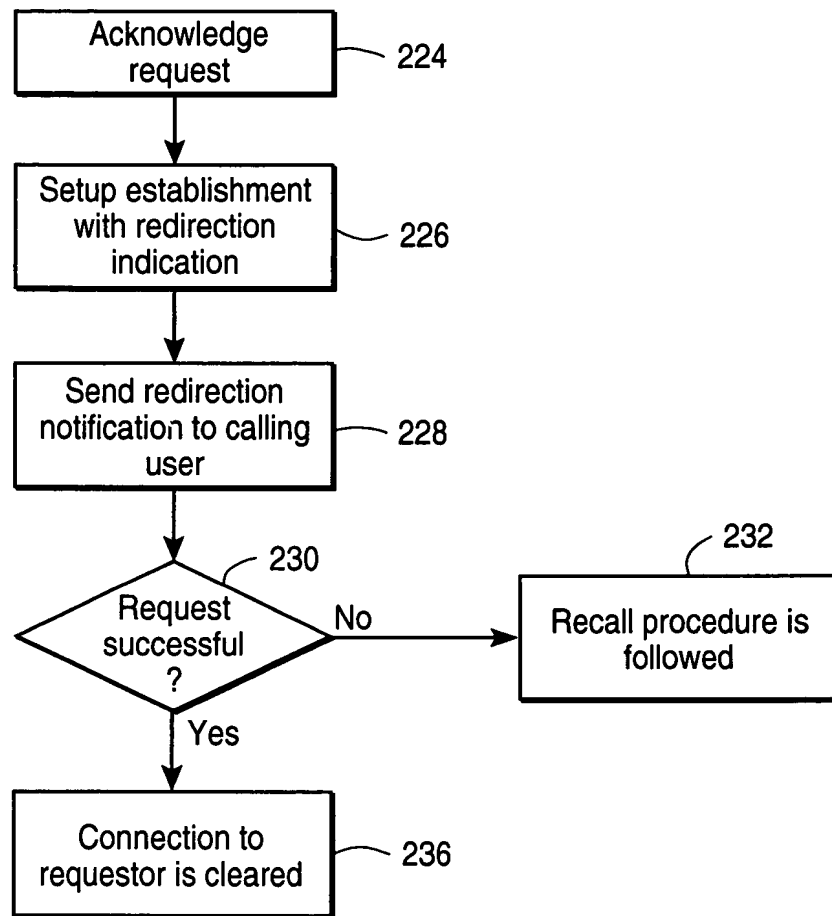 Acknowledge
request
224
Setup establishment
with redirection
indication
226
Send redirection
notification to calling
user
228
230
Request
successful
?
No
232
Recall procedure is
followed
Yes
Connection to
requestor is cleared
236